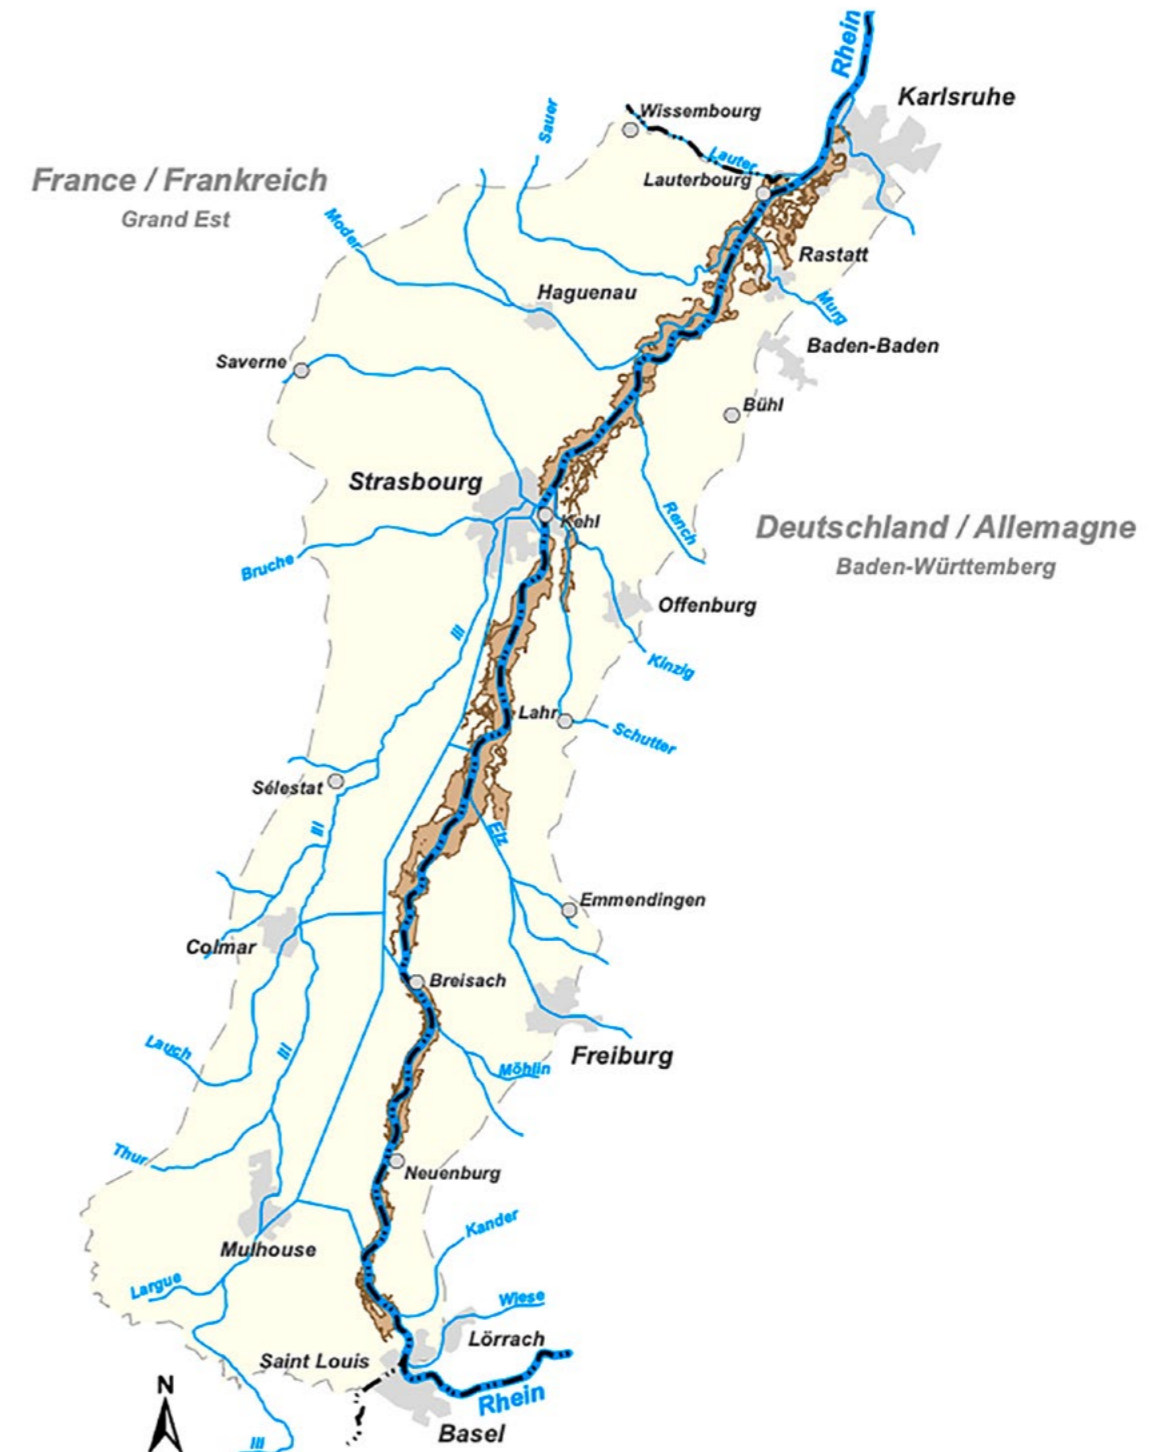 Rhein
Karlsruhe
Wissembourg
Sauer
Lauter
Lauterbourg
France / Frankreich
Grand Est
Moder
Rastatt
Haguenau
Murg
Baden-Baden
Saverne
Bühl
Strasbourg
Kehl
Rench
Deutschland / Allemagne
Baden-Württemberg
Bruche
Offenburg
Ill
Kinzig
Lahr
Schutter
Sélestat
Ill
Elz
Emmendingen
Colmar
Breisach
Lauch
Ill
Freiburg
Möhlin
Thur
Neuenburg
Kander
Mulhouse
Largue
Wiese
Lörrach
Saint Louis
N
Rhein
Basel
Ill